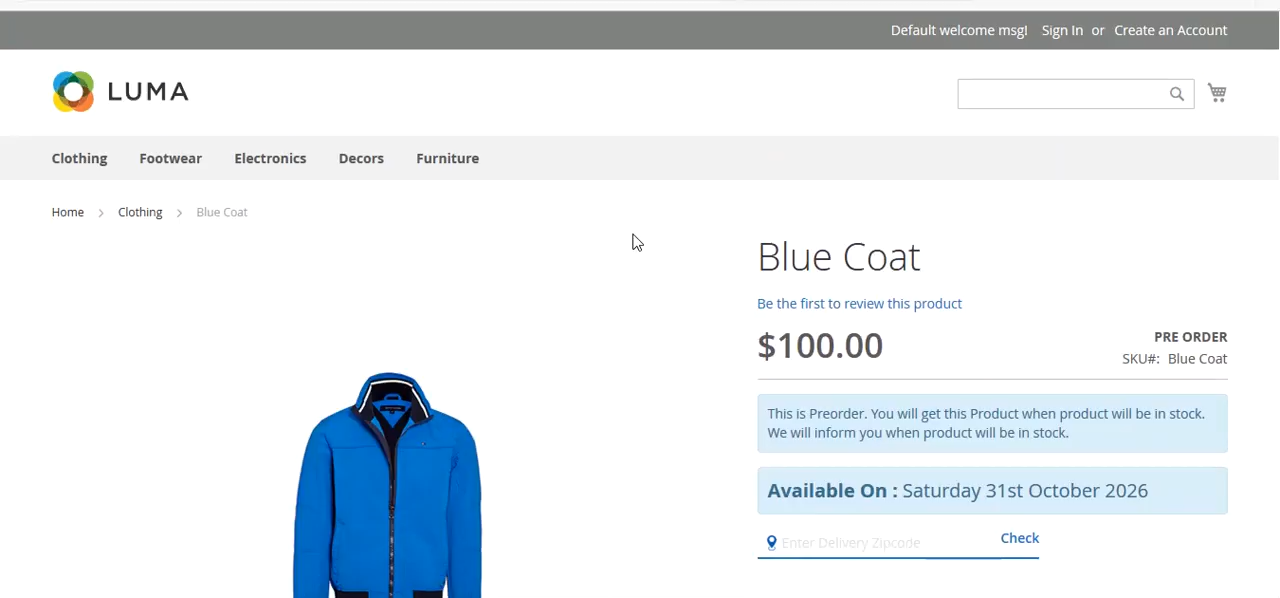 Default welcome msg! Sign In or Create an Account
LUMA
Clothing Footwear Electronics Decors Furniture
Home > Clothing > Blue Coat
Blue Coat
Be the first to review this product
$100.00
PRE ORDER
SKU#: Blue Coat
This is Preorder. You will get this Product when product will be in stock.
We will inform you when product will be in stock.
Available On : Saturday 31st October 2026
Enter Delivery Zipcode Check